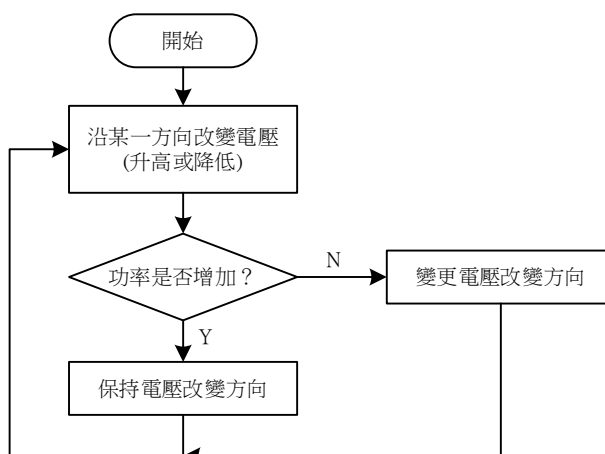 開始
沿某一方向改變電壓
(升高或降低)
功率是否增加？
N
變更電壓改變方向
Y
保持電壓改變方向